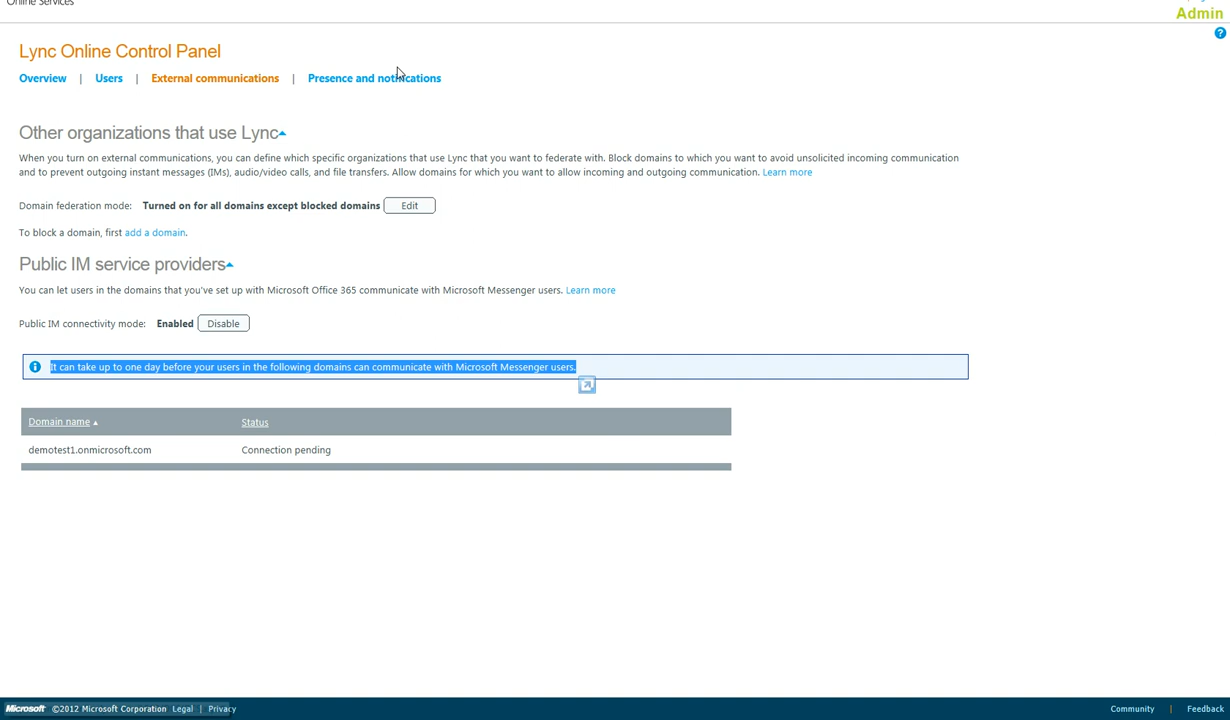 Online Services
Admin
Lync Online Control Panel
Overview | Users | External communications | Presence and notifications
Other organizations that use Lync
When you turn on external communications, you can define which specific organizations that use Lync that you want to federate with. Block domains to which you want to avoid unsolicited incoming communication
and to prevent outgoing instant messages (IMs), audio/video calls, and file transfers. Allow domains for which you want to allow incoming and outgoing communication. Learn more
Domain federation mode: Turned on for all domains except blocked domains Edit
To block a domain, first add a domain.
Public IM service providers
You can let users in the domains that you've set up with Microsoft Office 365 communicate with Microsoft Messenger users. Learn more
Public IM connectivity mode: Enabled Disable
It can take up to one day before your users in the following domains can communicate with Microsoft Messenger users.
Domain name Status
demotest1.onmicrosoft.com Connection pending
Microsoft ©2012 Microsoft Corporation Legal | Privacy Community | Feedback